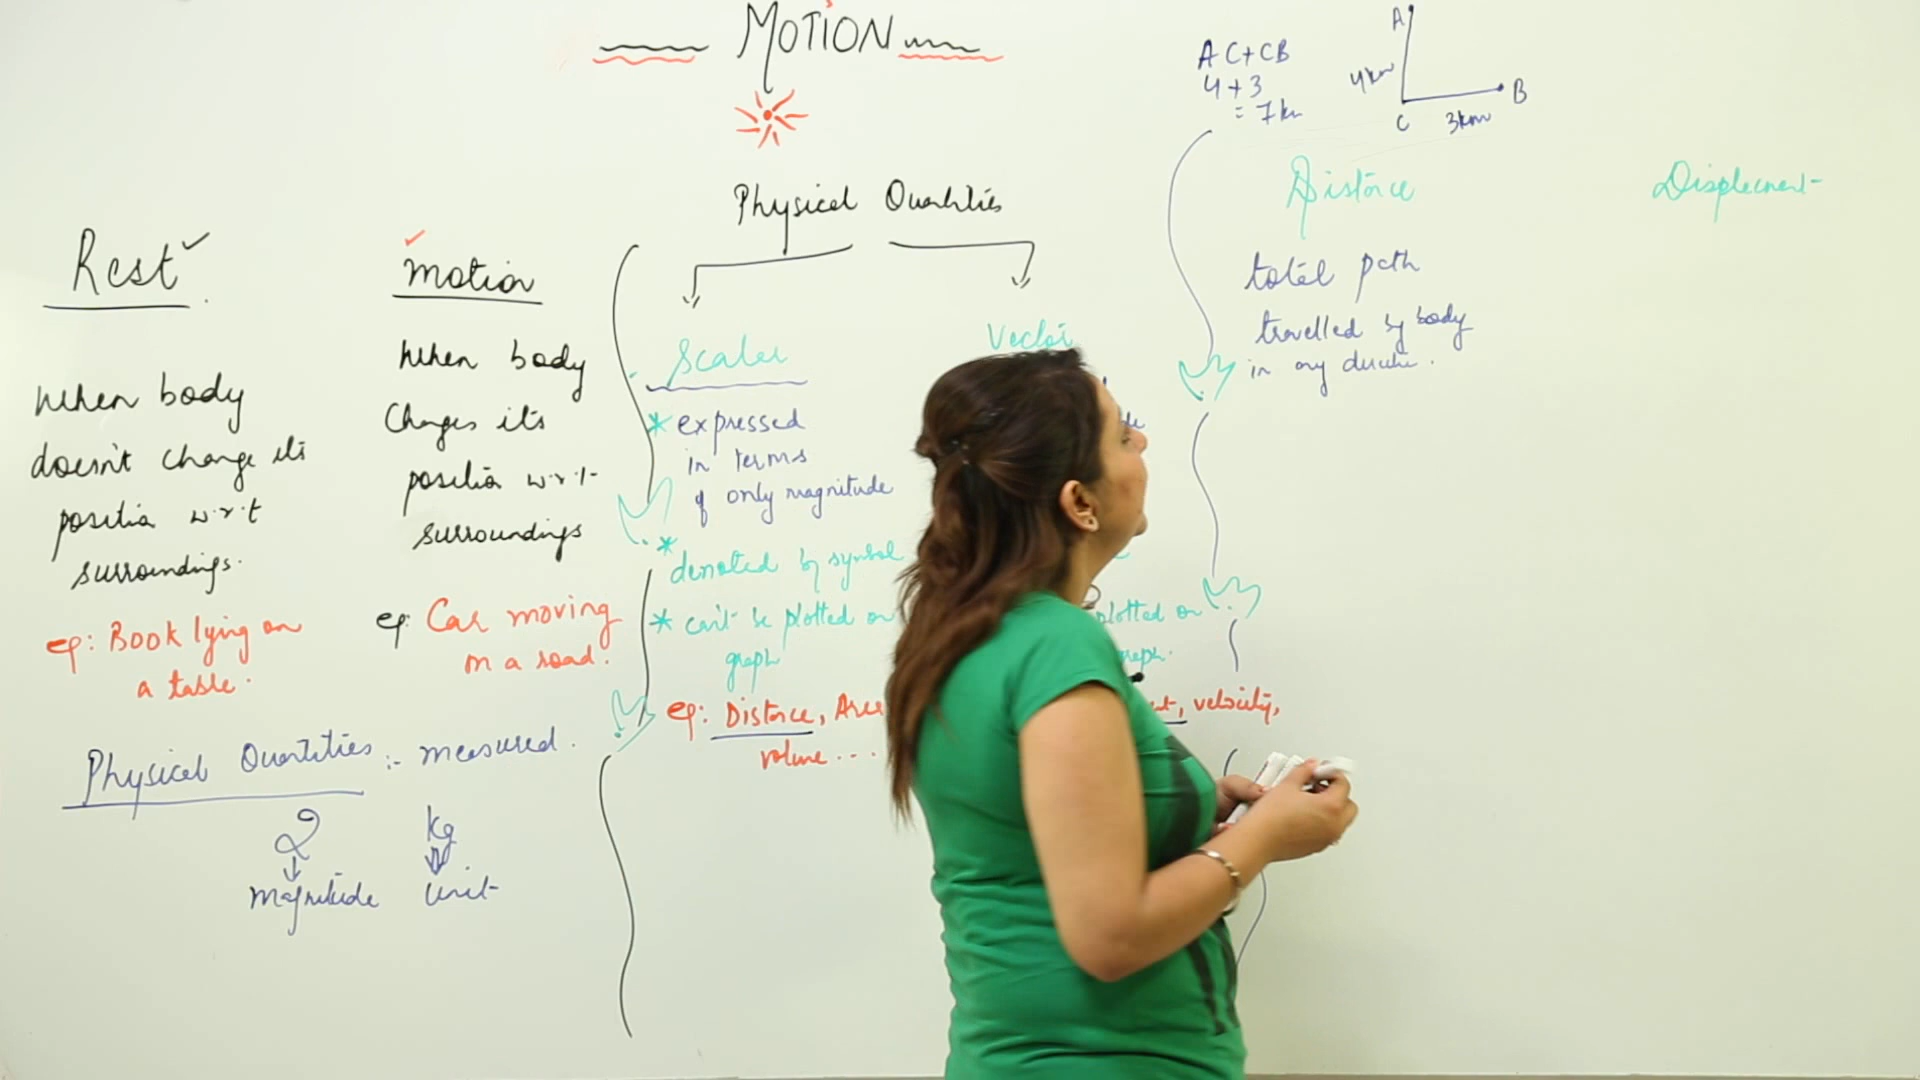 MOTION
Physical Quantities
Rest
When body
doesn't change its
position w.r.t
surroundings.
eg: Book lying on
a table.
motion
When body
Changes its
position w.r.t
surroundings
eg: Car moving
on a road.
Physical Quantities :- measured.
2 kg
magnitude unit
Scalar
* expressed
in terms
of only magnitude
* denoted by symbol
* can't be plotted on
graph
eg: Distance, Area
volume...
Vector
plotted on
velocity,
AC+CB
4+3
= 7km
A
4km
C
3km
B
Distance
total path
travelled by body
in any
Displacement